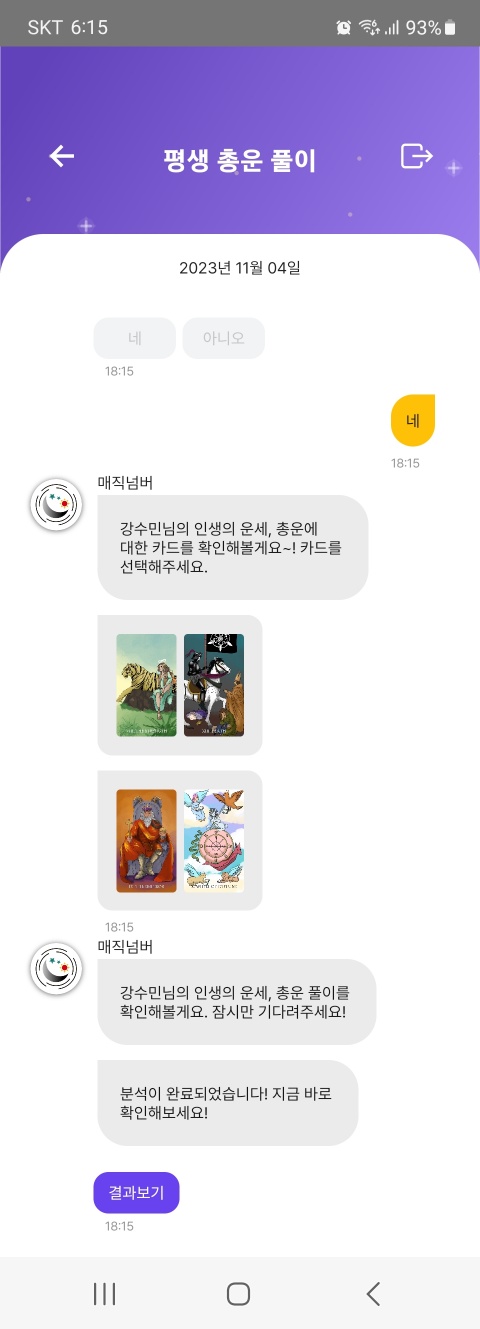 SKT 6:15
93%
평생 총운 풀이
2023년 11월 04일
네
아니오
18:15
네
18:15
매직넘버
강수민님의 인생의 운세, 총운에
대한 카드를 확인해볼게요~! 카드를
선택해주세요.
18:15
매직넘버
강수민님의 인생의 운세, 총운 풀이를
확인해볼게요. 잠시만 기다려주세요!
분석이 완료되었습니다! 지금 바로
확인해보세요!
결과보기
18:15